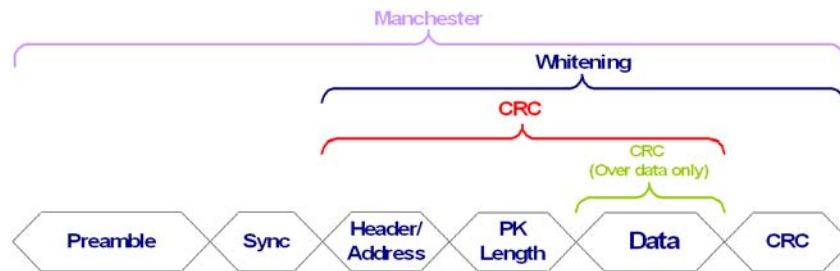 Manchester
Whitening
CRC
CRC
(Over data only)
Preamble
Sync
Header/
Address
PK
Length
Data
CRC